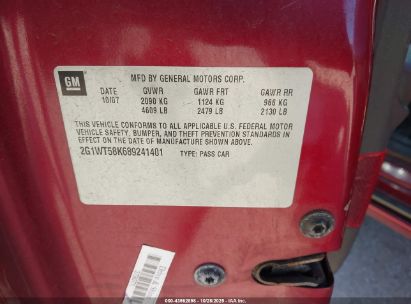 GM
MFD BY GENERAL MOTORS CORP.
DATE GVWR GAWR FRT GAWR RR
10/07 2090 KG 1124 KG 966 KG
4609 LB 2479 LB 2130 LB
THIS VEHICLE CONFORMS TO ALL APPLICABLE U.S. FEDERAL MOTOR
VEHICLE SAFETY, BUMPER, AND THEFT PREVENTION STANDARDS IN
EFFECT ON THE DATE OF MANUFACTURE SHOWN ABOVE.
2G1WT58K689241401 TYPE: PASS CAR